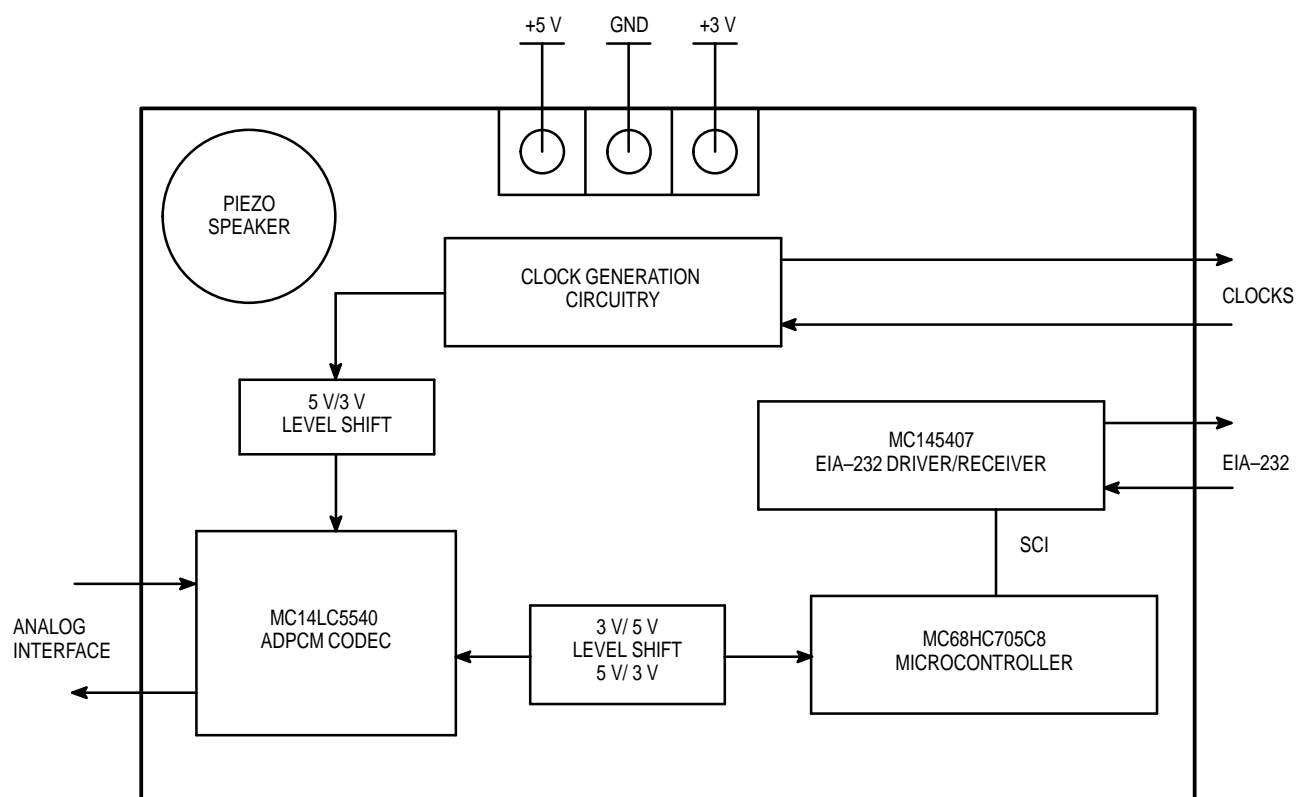 +5 V
GND
+3 V
PIEZO
SPEAKER
CLOCK GENERATION
CIRCUITRY
CLOCKS
5 V/3 V
LEVEL SHIFT
MC145407
EIA–232 DRIVER/RECEIVER
EIA–232
SCI
ANALOG
INTERFACE
MC14LC5540
ADPCM CODEC
3 V/ 5 V
LEVEL SHIFT
5 V/ 3 V
MC68HC705C8
MICROCONTROLLER